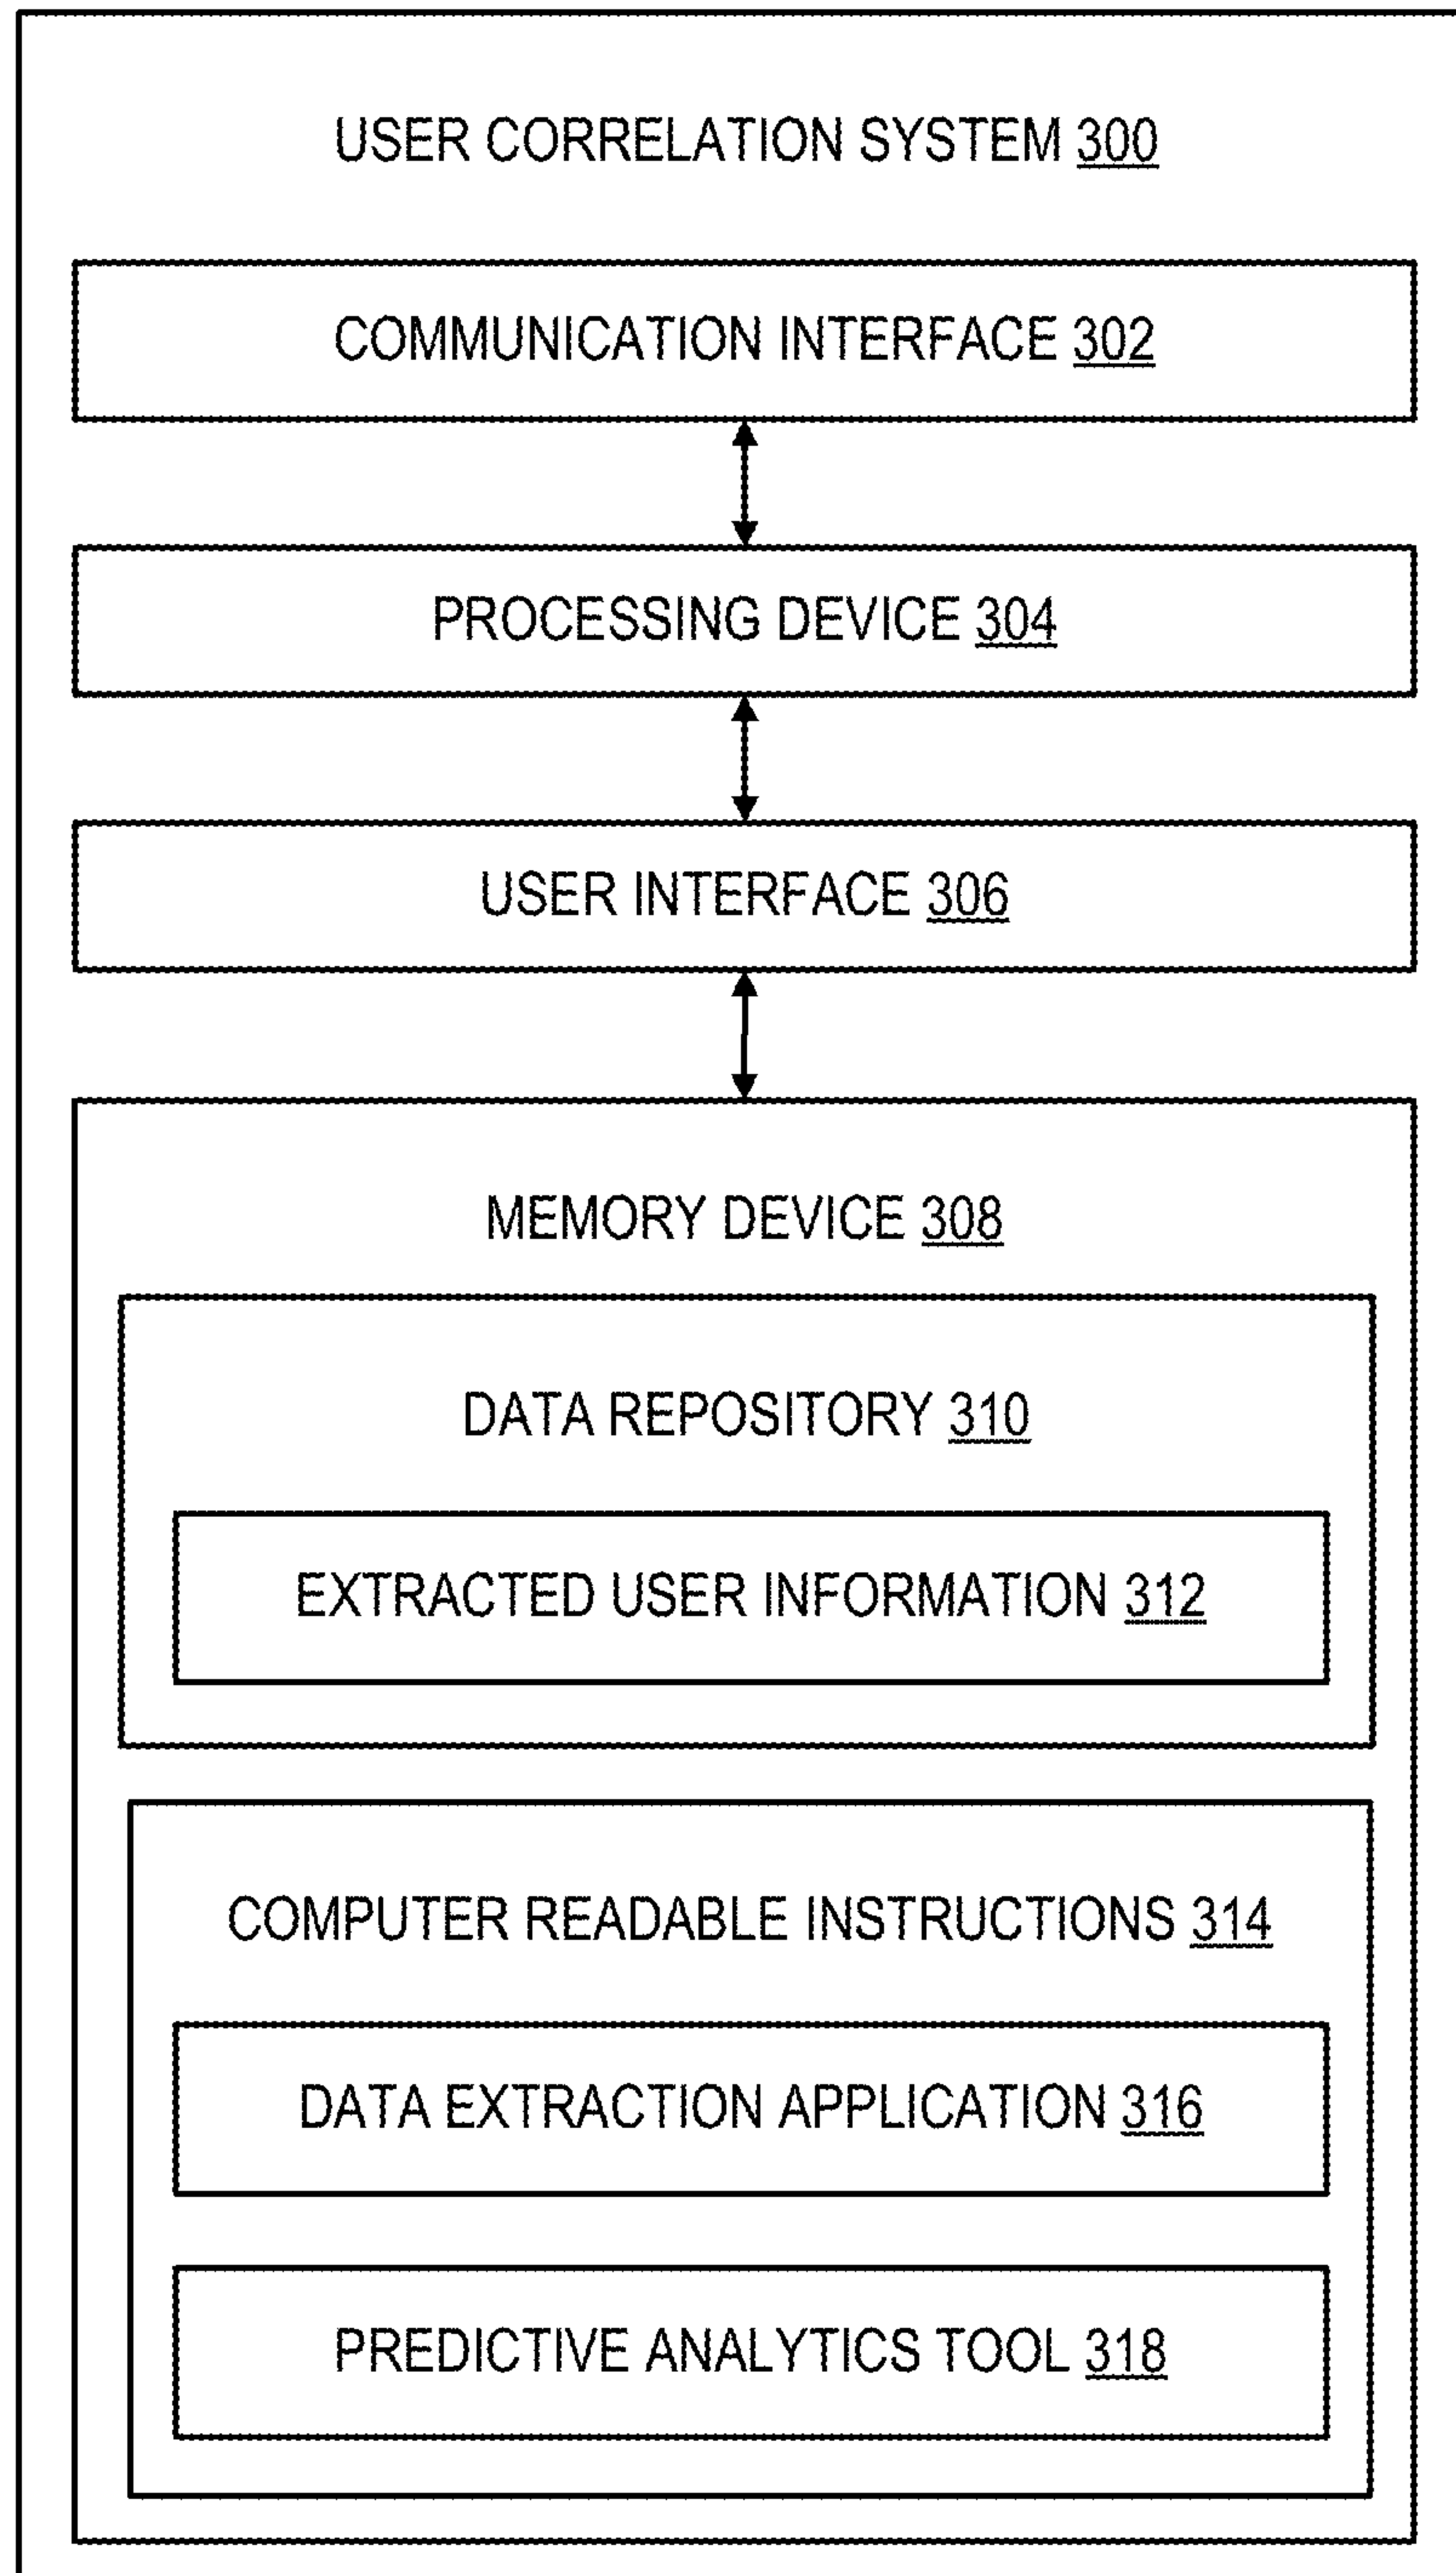 USER CORRELATION SYSTEM 300
COMMUNICATION INTERFACE 302
PROCESSING DEVICE 304
USER INTERFACE 306
MEMORY DEVICE 308
DATA REPOSITORY 310
EXTRACTED USER INFORMATION 312
COMPUTER READABLE INSTRUCTIONS 314
DATA EXTRACTION APPLICATION 316
PREDICTIVE ANALYTICS TOOL 318